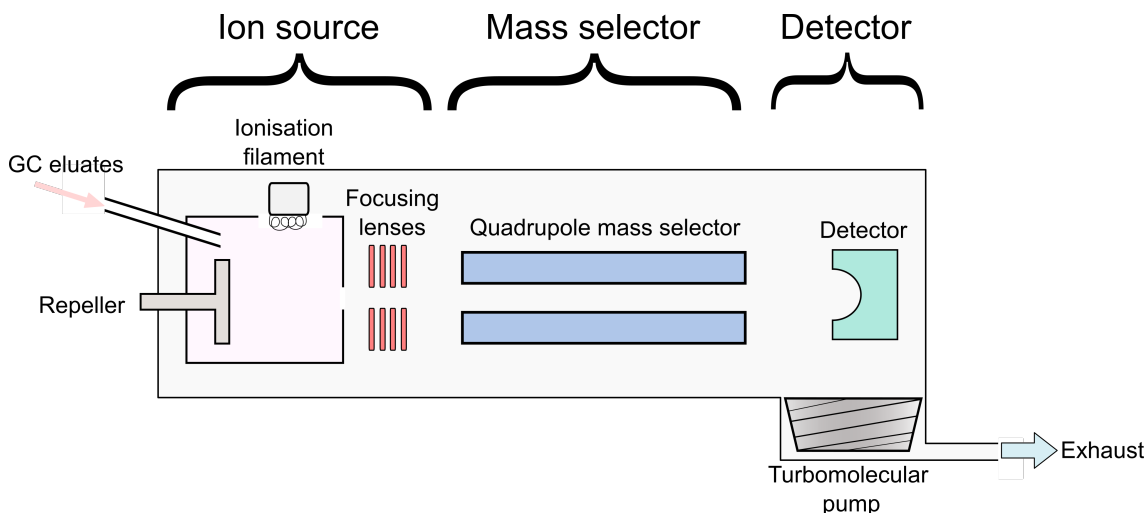 Ion source
Mass selector
Detector
Ionisation
filament
GC eluates
Focusing
lenses
Quadrupole mass selector
Detector
Repeller
Exhaust
Turbomolecular
pump